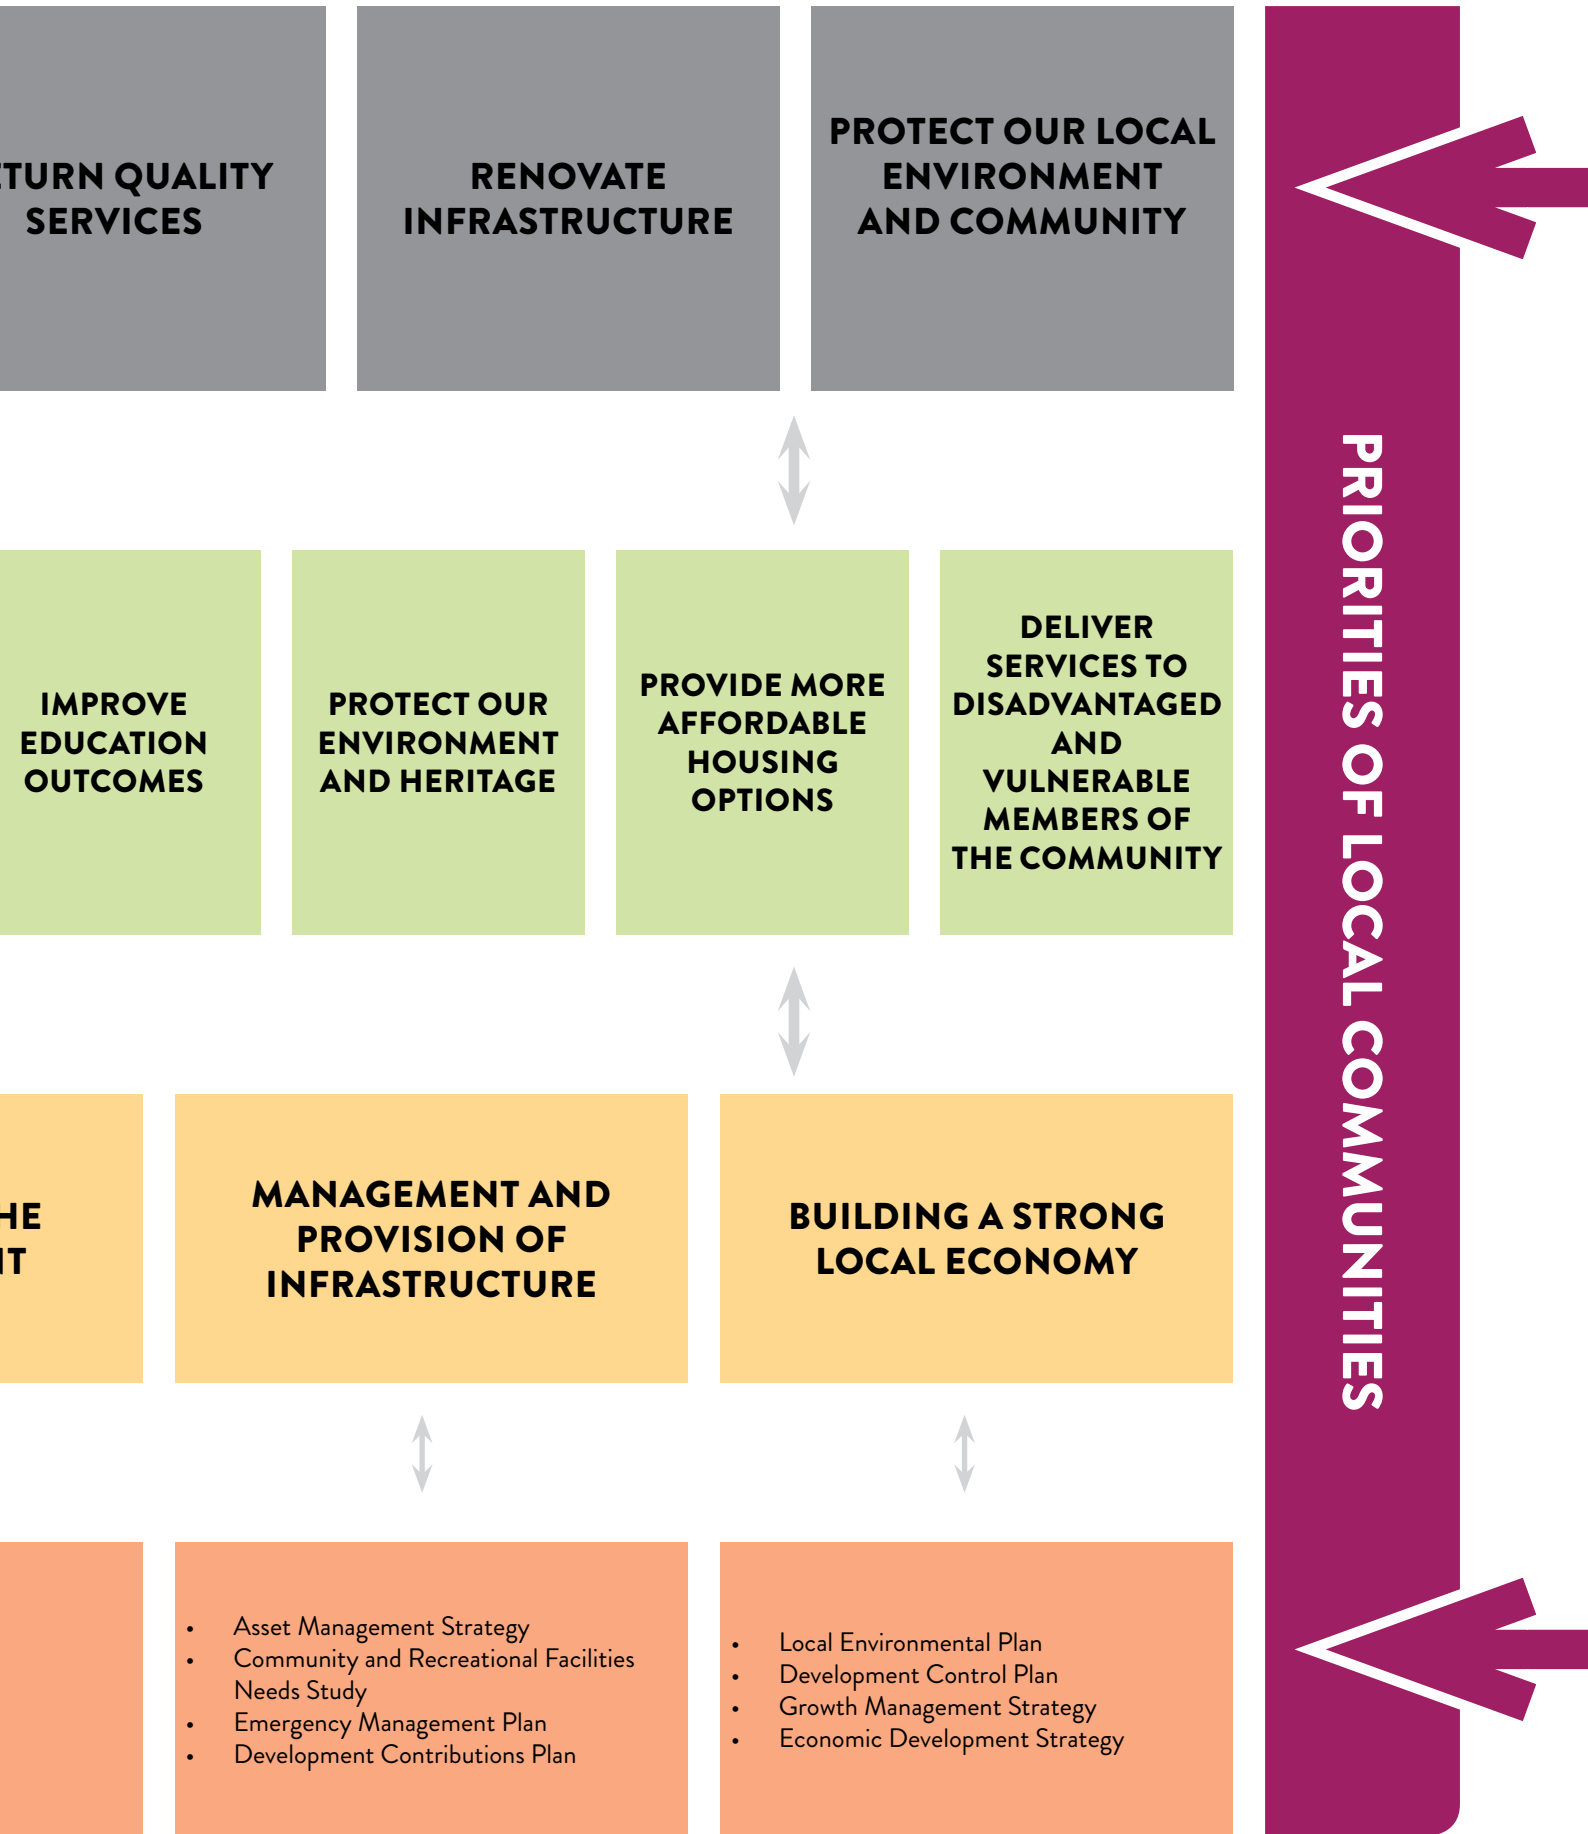 ETURN QUALITY
SERVICES
RENOVATE
INFRASTRUCTURE
PROTECT OUR LOCAL
ENVIRONMENT
AND COMMUNITY
IMPROVE
EDUCATION
OUTCOMES
PROTECT OUR
ENVIRONMENT
AND HERITAGE
PROVIDE MORE
AFFORDABLE
HOUSING
OPTIONS
DELIVER
SERVICES TO
DISADVANTAGED
AND
VULNERABLE
MEMBERS OF
THE COMMUNITY
HE
NT
MANAGEMENT AND
PROVISION OF
INFRASTRUCTURE
BUILDING A STRONG
LOCAL ECONOMY
• Asset Management Strategy
• Community and Recreational Facilities
Needs Study
• Emergency Management Plan
• Development Contributions Plan
• Local Environmental Plan
• Development Control Plan
• Growth Management Strategy
• Economic Development Strategy
PRIORITIES OF LOCAL COMMUNITIES